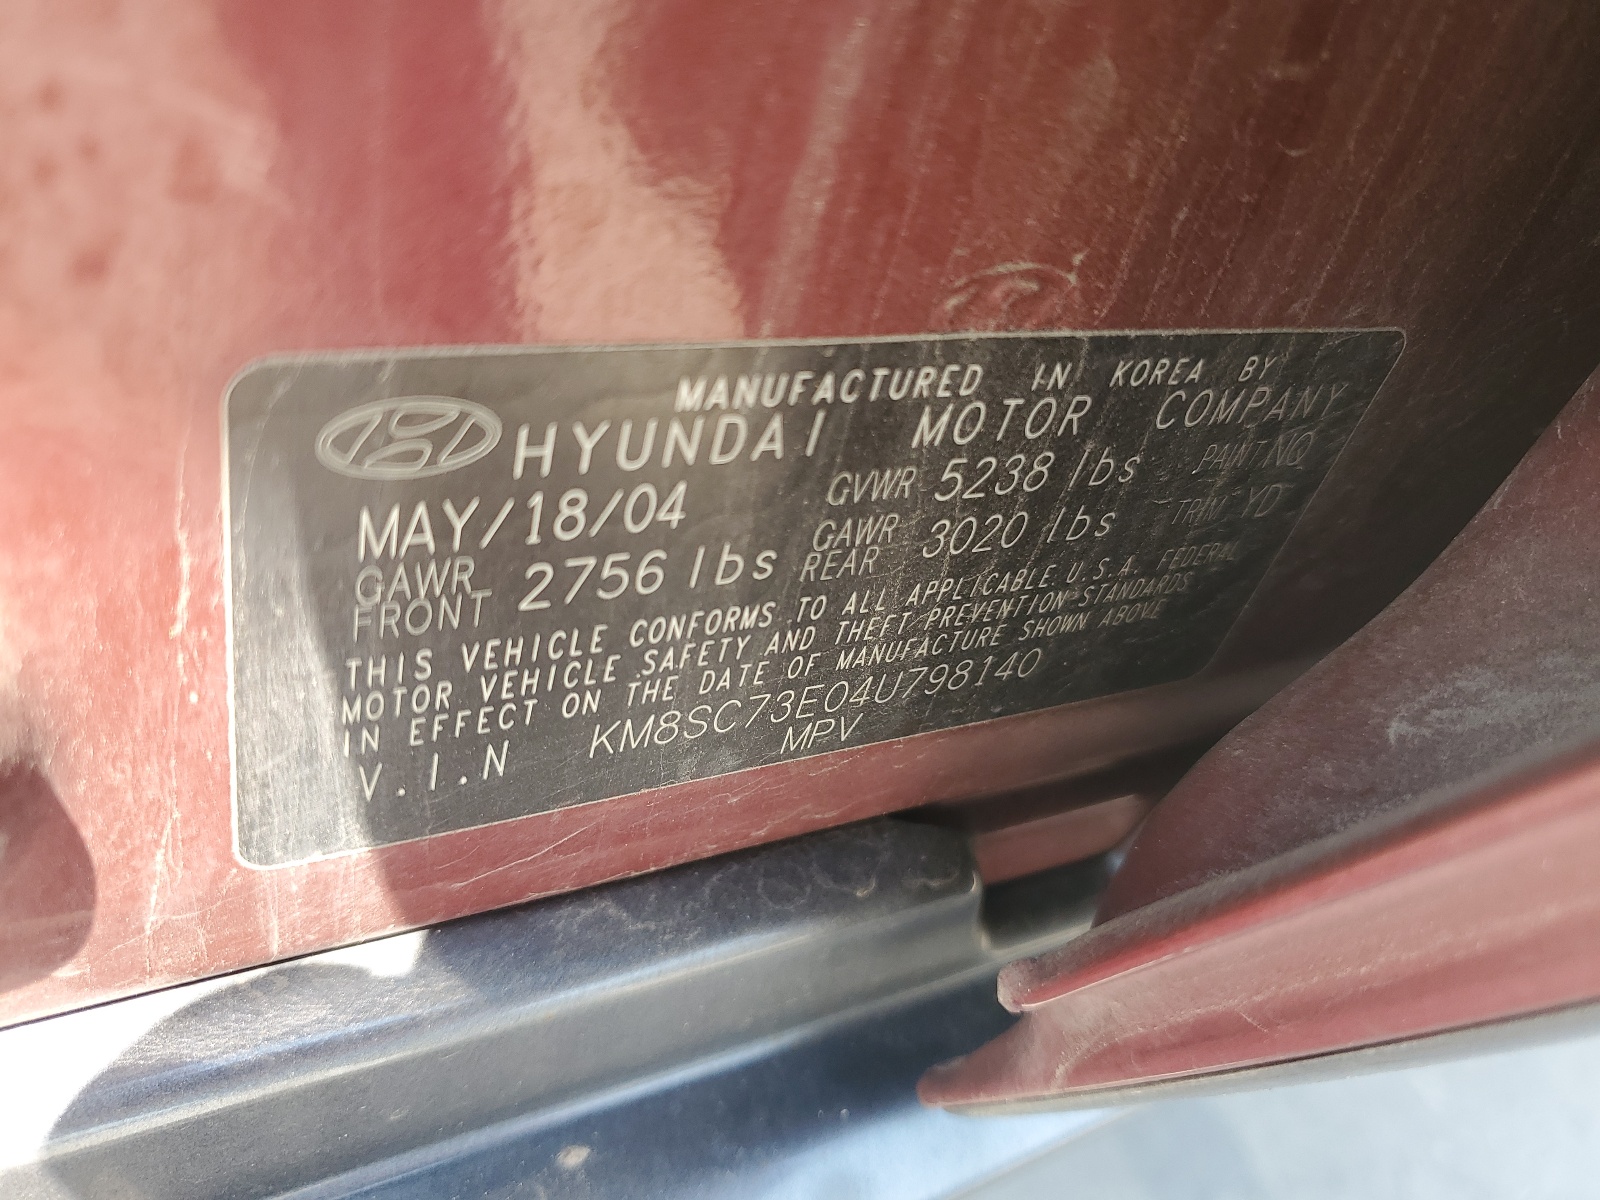 MANUFACTURED IN KOREA BY
HYUNDAI MOTOR COMPANY
MAY/18/04 GVWR 5238 lbs PAINT NQ
GAWR FRONT 2756 lbs GAWR REAR 3020 lbs TRIM YD
THIS VEHICLE CONFORMS TO ALL APPLICABLE U.S.A. FEDERAL
MOTOR VEHICLE SAFETY AND THEFT PREVENTION STANDARDS
IN EFFECT ON THE DATE OF MANUFACTURE SHOWN ABOVE
V.I.N KM8SC73E04U798140
MPV